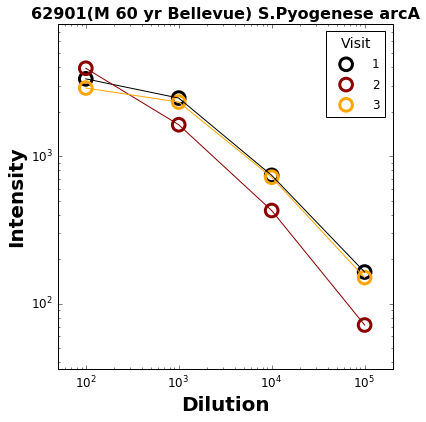 62901(M 60 yr Bellevue) S.Pyogenese arcA
Visit
1
2
3
Intensity
10³
10²
10² 10³ 10⁴ 10⁵
Dilution